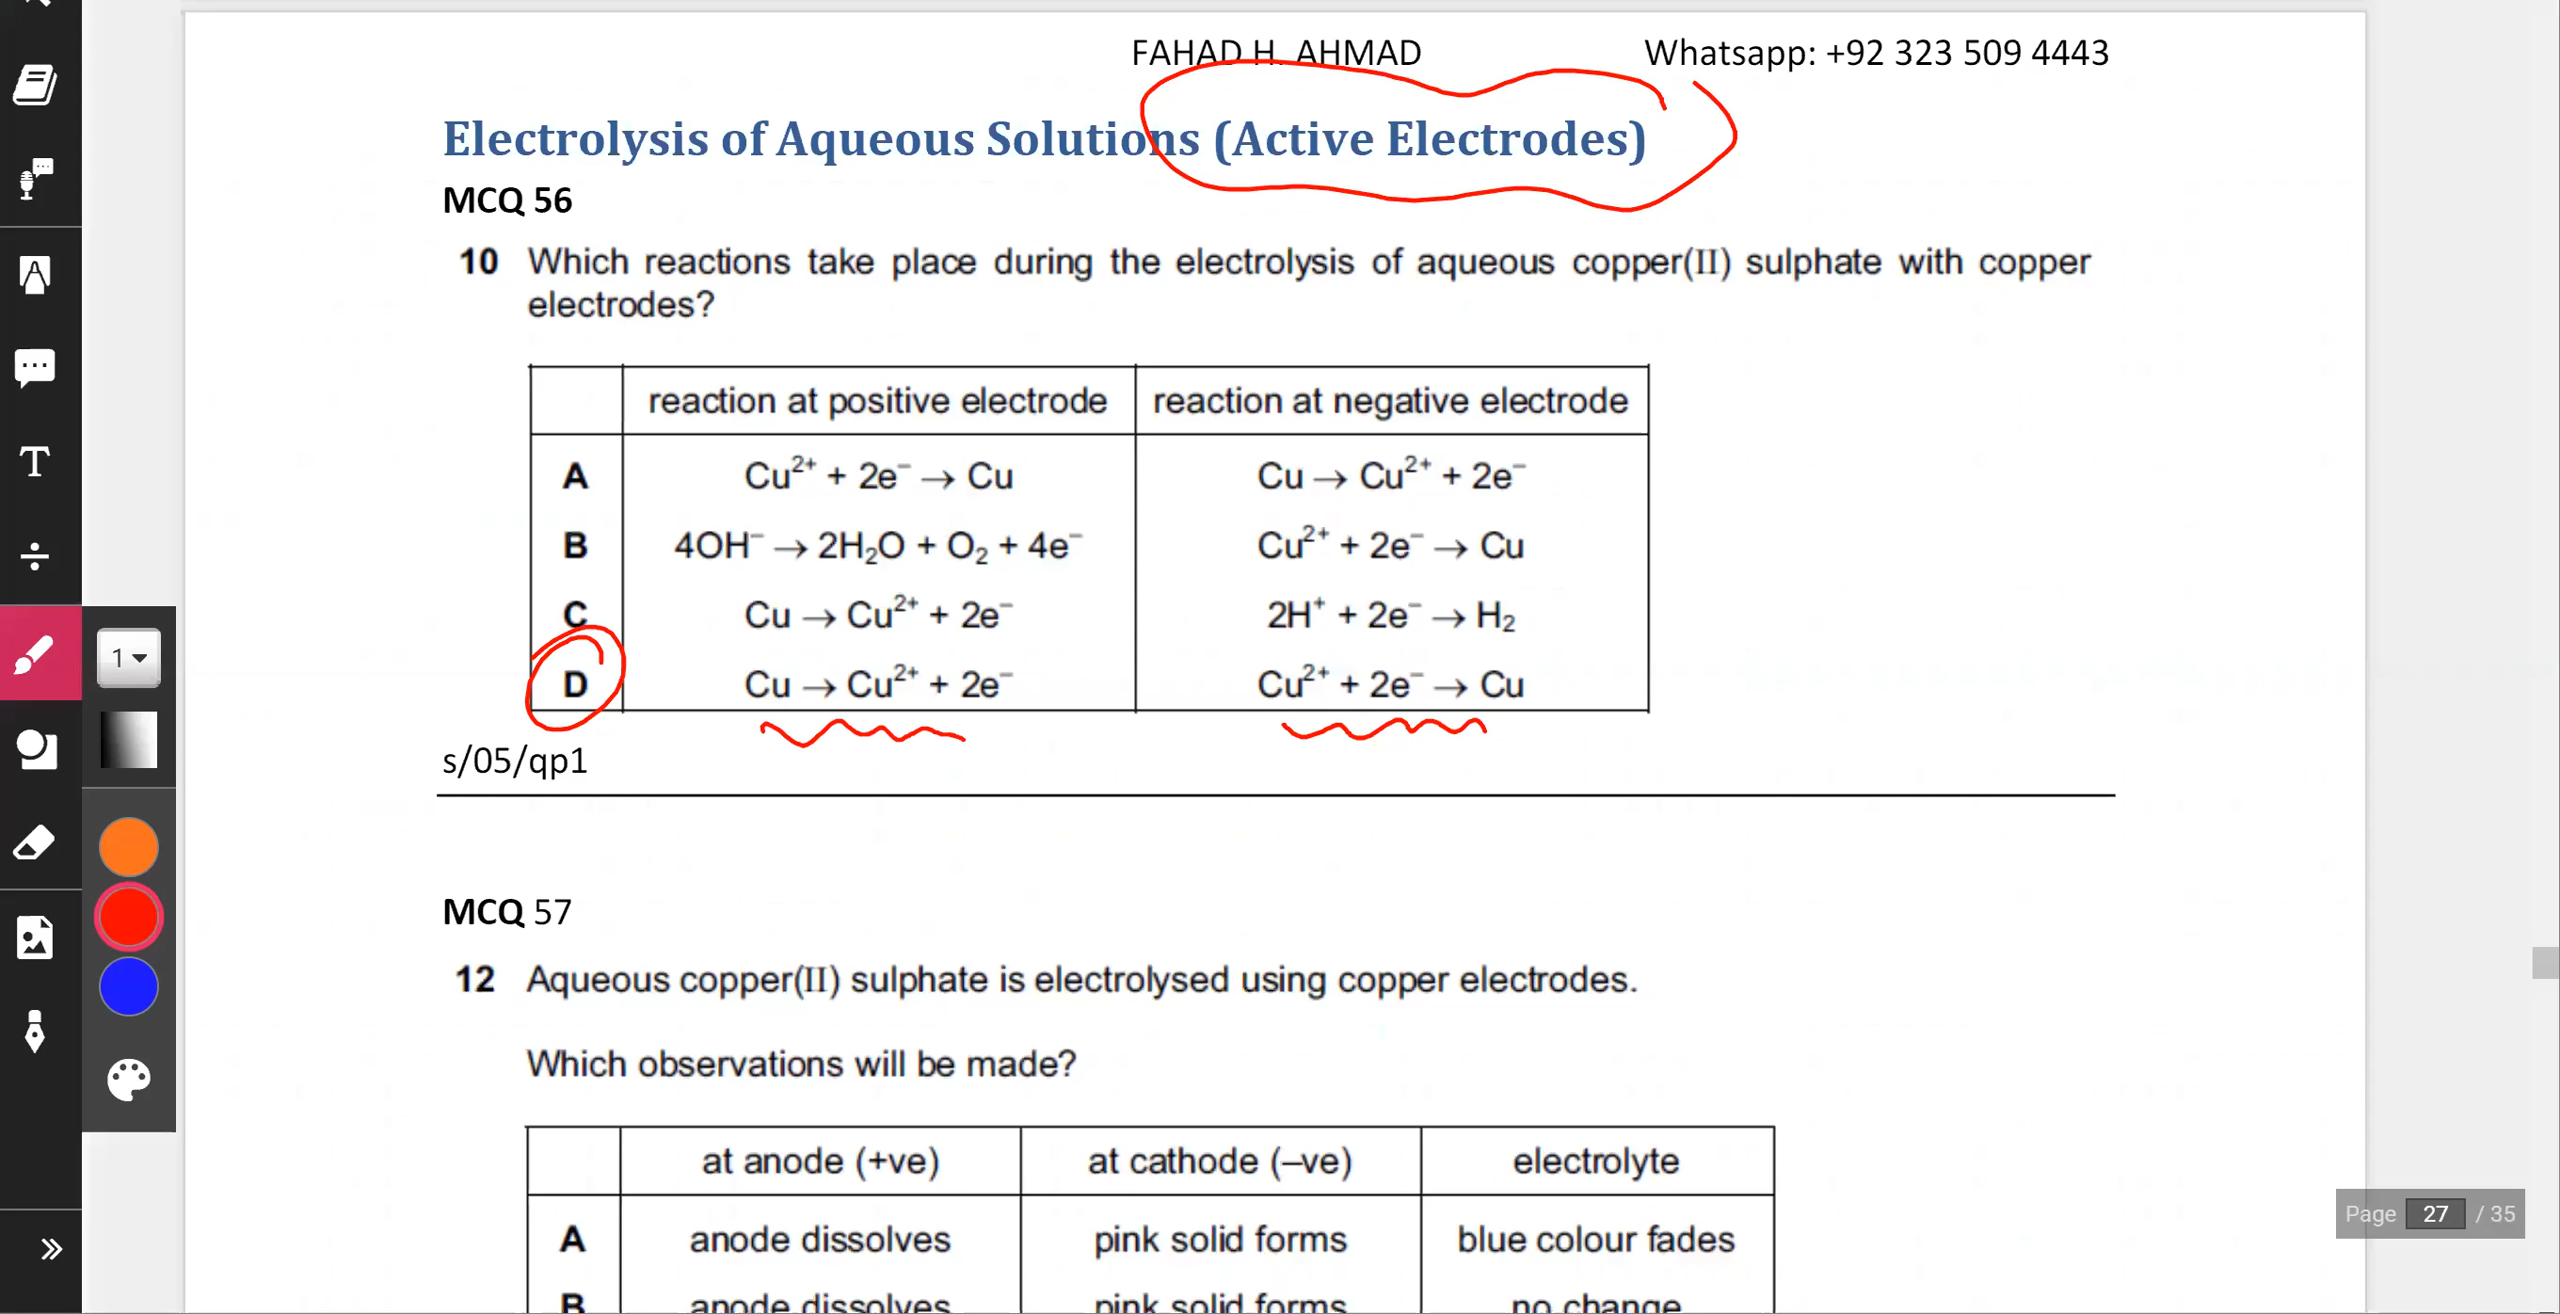 FAHAD H. AHMAD Whatsapp: +92 323 509 4443
Electrolysis of Aqueous Solutions (Active Electrodes)
MCQ 56
10 Which reactions take place during the electrolysis of aqueous copper(II) sulphate with copper
electrodes?
reaction at positive electrode reaction at negative electrode
A Cu²⁺ + 2e⁻ → Cu Cu → Cu²⁺ + 2e⁻
B 4OH⁻ → 2H₂O + O₂ + 4e⁻ Cu²⁺ + 2e⁻ → Cu
C Cu → Cu²⁺ + 2e⁻ 2H⁺ + 2e⁻ → H₂
D Cu → Cu²⁺ + 2e⁻ Cu²⁺ + 2e⁻ → Cu
s/05/qp1
MCQ 57
12 Aqueous copper(II) sulphate is electrolysed using copper electrodes.
Which observations will be made?
at anode (+ve) at cathode (–ve) electrolyte
A anode dissolves pink solid forms blue colour fades
B anode dissolves pink solid forms no change
1
Page 27 / 35